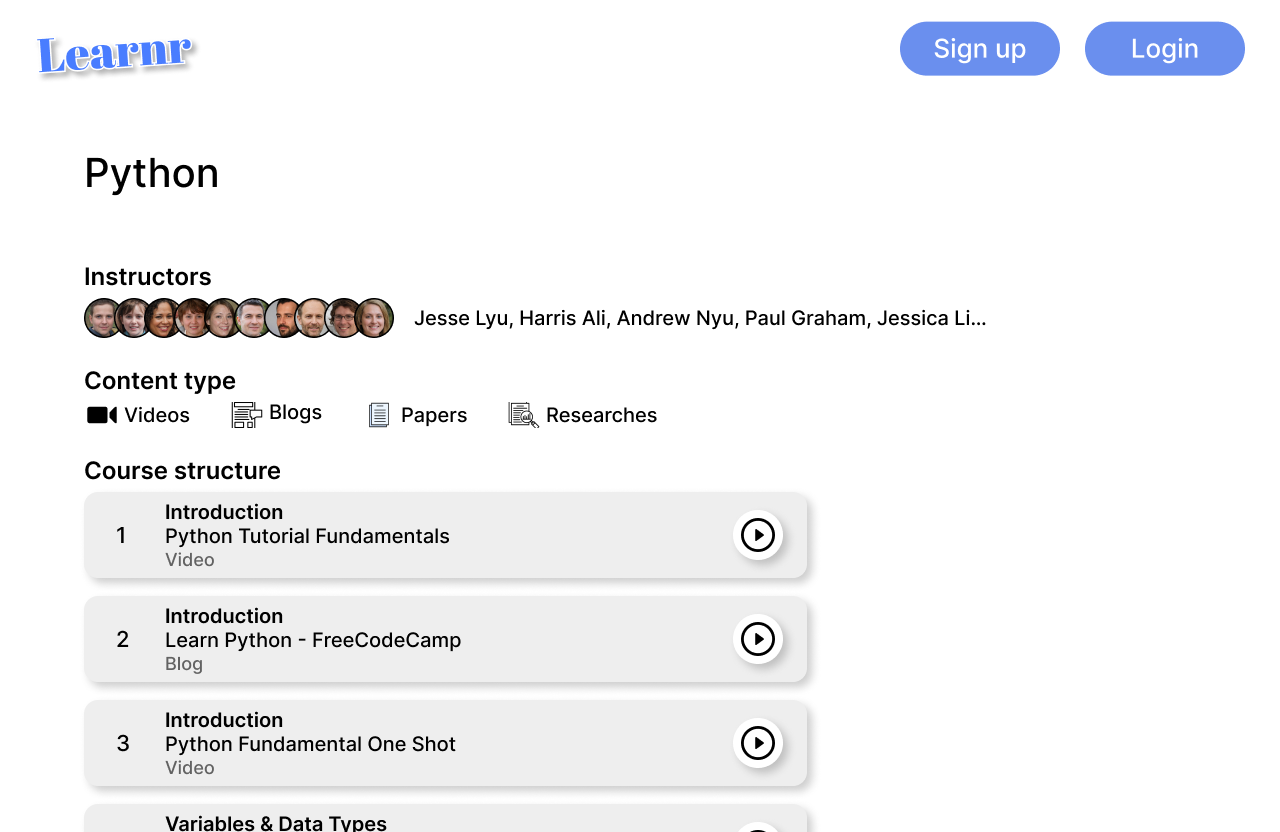 Learnr
Sign up
Login
Python
Instructors
Jesse Lyu, Harris Ali, Andrew Nyu, Paul Graham, Jessica Li...
Content type
Videos
Blogs
Papers
Researches
Course structure
1
Introduction
Python Tutorial Fundamentals
Video
2
Introduction
Learn Python - FreeCodeCamp
Blog
3
Introduction
Python Fundamental One Shot
Video
Variables & Data Types